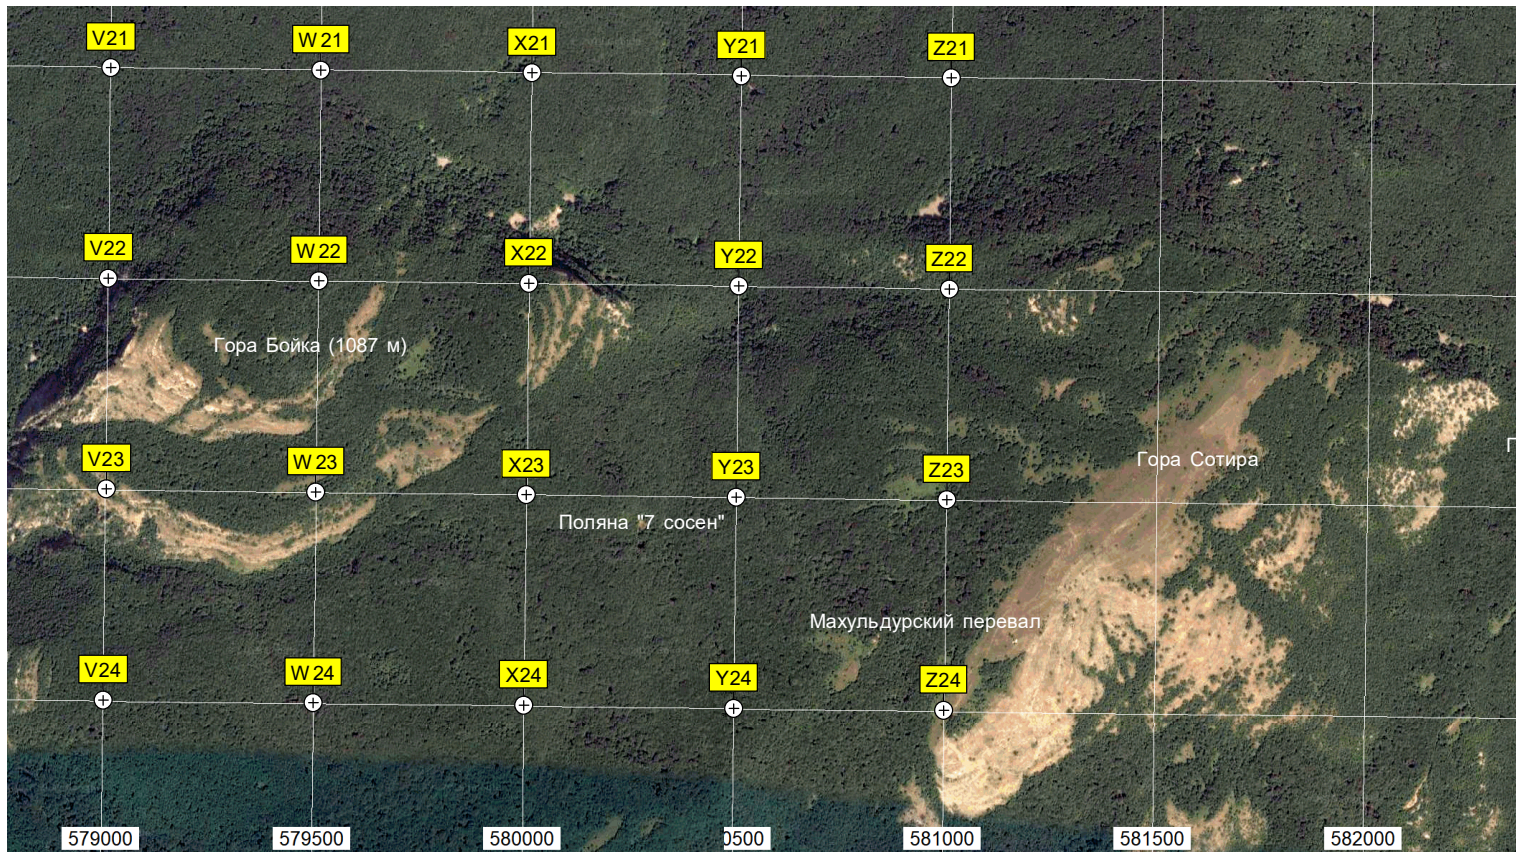 V21 W21 X21 Y21 Z21
V22 W22 X22 Y22 Z22
Гора Бойка (1087 м)
V23 W23 X23 Y23 Z23
Гора Сотира
П
Поляна "7 сосен"
Махульдурский перевал
V24 W24 X24 Y24 Z24
579000 579500 580000 0500 581000 581500 582000